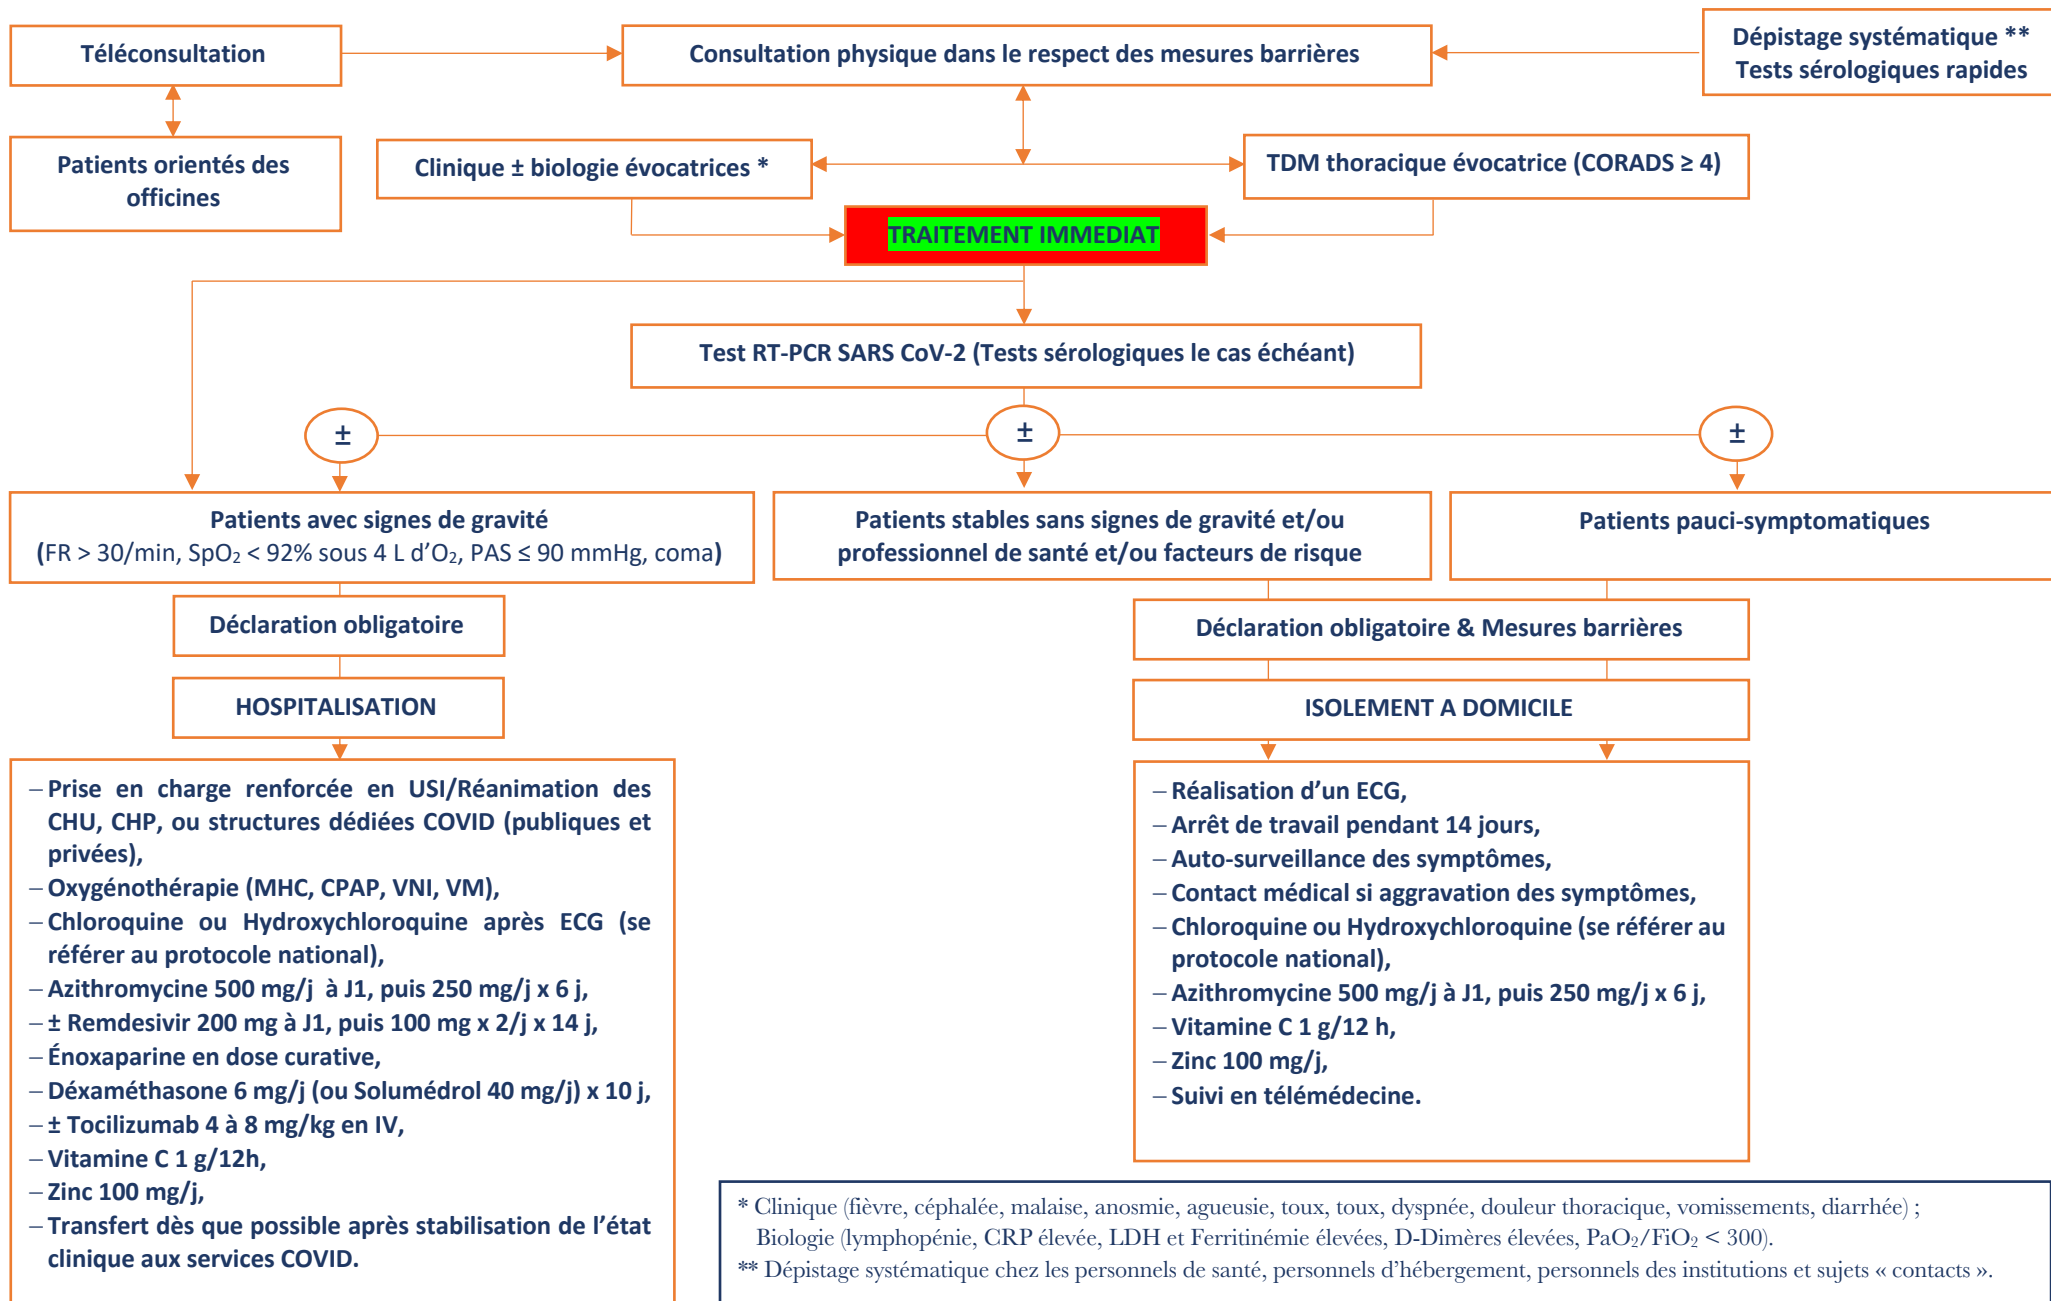 Téléconsultation
Consultation physique dans le respect des mesures barrières
Dépistage systématique **
Tests sérologiques rapides
Patients orientés des
officines
Clinique ± biologie évocatrices *
TDM thoracique évocatrice (CORADS ≥ 4)
TRAITEMENT IMMEDIAT
Test RT-PCR SARS CoV-2 (Tests sérologiques le cas échéant)
±
±
±
Patients avec signes de gravité
(FR > 30/min, SpO₂ < 92% sous 4 L d’O₂, PAS ≤ 90 mmHg, coma)
Patients stables sans signes de gravité et/ou
professionnel de santé et/ou facteurs de risque
Patients pauci-symptomatiques
Déclaration obligatoire
Déclaration obligatoire & Mesures barrières
HOSPITALISATION
ISOLEMENT A DOMICILE
– Prise en charge renforcée en USI/Réanimation des
CHU, CHP, ou structures dédiées COVID (publiques et
privées),
– Oxygénothérapie (MHC, CPAP, VNI, VM),
– Chloroquine ou Hydroxychloroquine après ECG (se
référer au protocole national),
– Azithromycine 500 mg/j à J1, puis 250 mg/j x 6 j,
– ± Remdesivir 200 mg à J1, puis 100 mg x 2/j x 14 j,
– Énoxaparine en dose curative,
– Déxaméthasone 6 mg/j (ou Solumédrol 40 mg/j) x 10 j,
– ± Tocilizumab 4 à 8 mg/kg en IV,
– Vitamine C 1 g/12h,
– Zinc 100 mg/j,
– Transfert dès que possible après stabilisation de l’état
clinique aux services COVID.
– Réalisation d’un ECG,
– Arrêt de travail pendant 14 jours,
– Auto-surveillance des symptômes,
– Contact médical si aggravation des symptômes,
– Chloroquine ou Hydroxychloroquine (se référer au
protocole national),
– Azithromycine 500 mg/j à J1, puis 250 mg/j x 6 j,
– Vitamine C 1 g/12 h,
– Zinc 100 mg/j,
– Suivi en télémédecine.
* Clinique (fièvre, céphalée, malaise, anosmie, agueusie, toux, toux, dyspnée, douleur thoracique, vomissements, diarrhée) ;
Biologie (lymphopénie, CRP élevée, LDH et Ferritinémie élevées, D-Dimères élevées, PaO₂/FiO₂ < 300).
** Dépistage systématique chez les personnels de santé, personnels d’hébergement, personnels des institutions et sujets « contacts ».